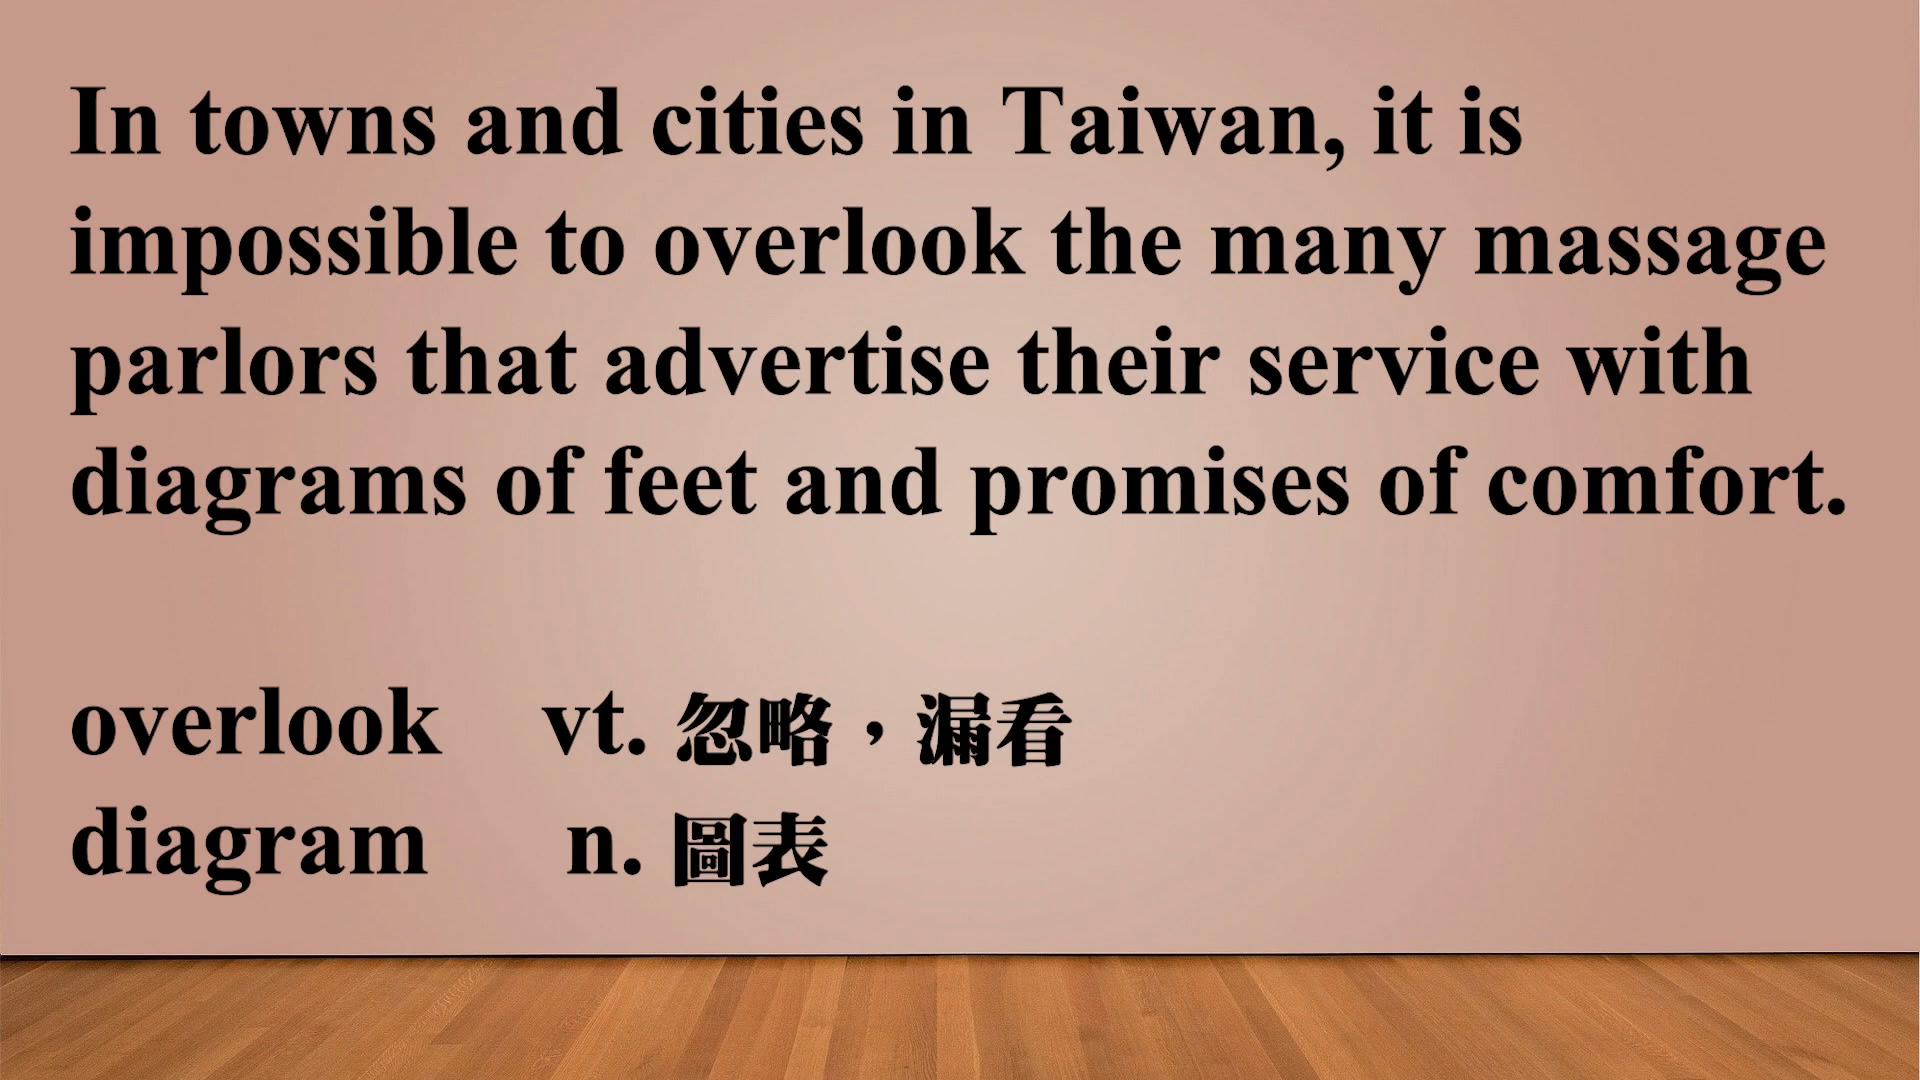 In towns and cities in Taiwan, it is
impossible to overlook the many massage
parlors that advertise their service with
diagrams of feet and promises of comfort.
overlook vt. 忽略，漏看
diagram n. 圖表